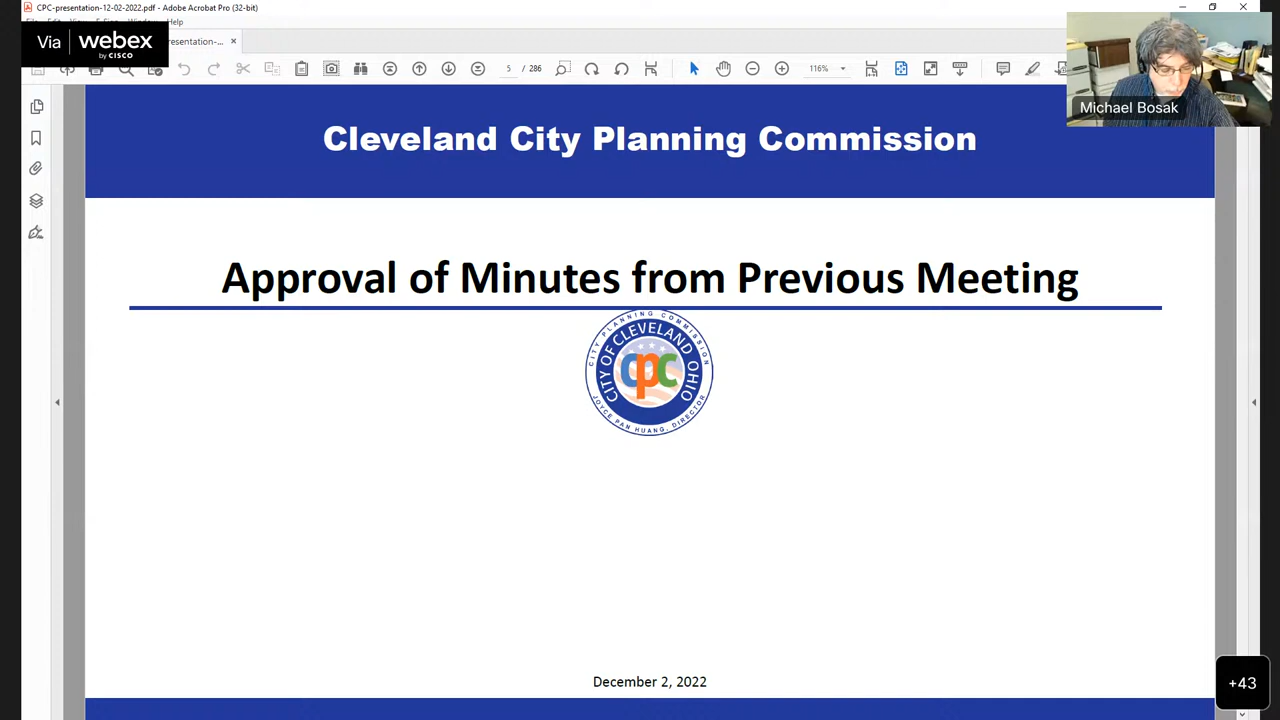 CPC-presentation-12-02-2022.pdf - Adobe Acrobat Pro (32-bit)
Help
Via webex
by CISCO
resentation-...
5 / 286
116%
Michael Bosak
Cleveland City Planning Commission
Approval of Minutes from Previous Meeting
CITY PLANNING COMMISSION
CITY OF CLEVELAND OHIO
cpc
JOYCE PAN HUANG, DIRECTOR
December 2, 2022
+43